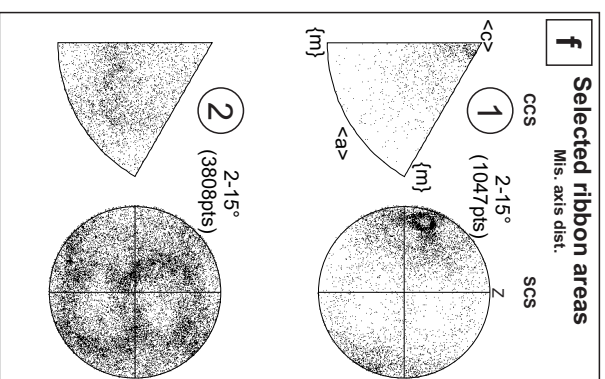 f
Selected ribbon areas
Mis. axis dist.
CCS
SCS
<c>
1
2-15°
(1047pts)
Z
{m}
<a>
{m}
2
2-15°
(3808pts)